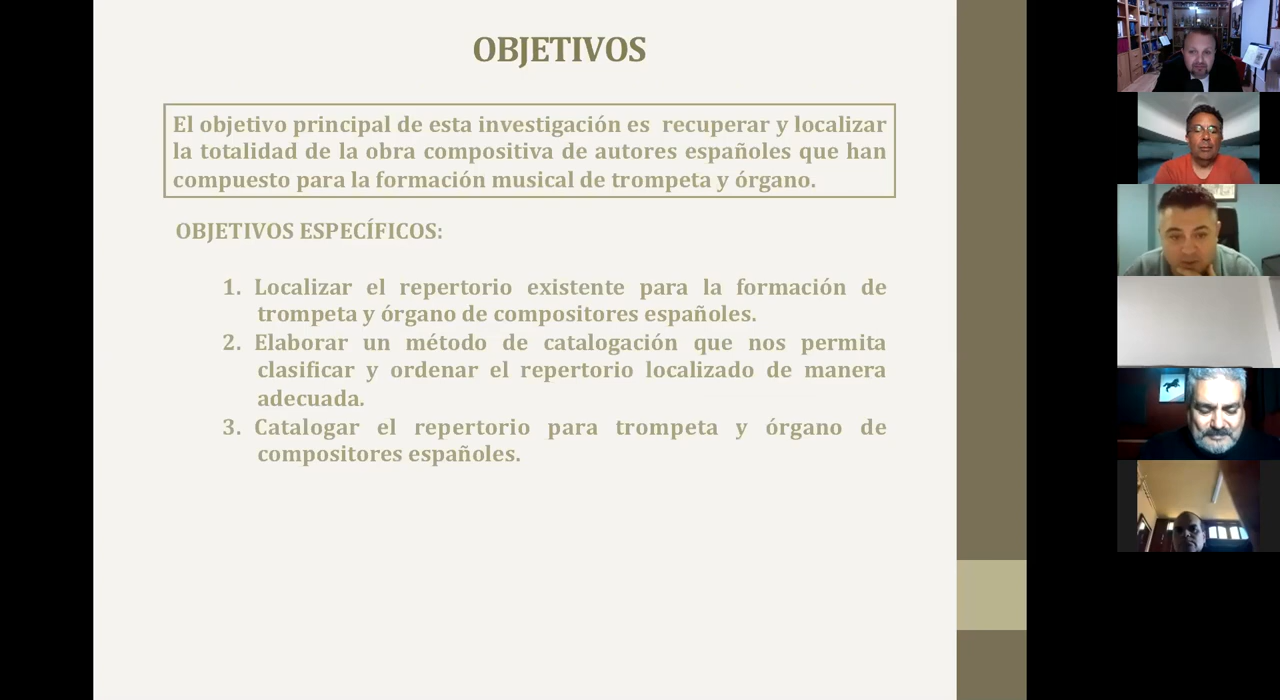 OBJETIVOS
El objetivo principal de esta investigación es recuperar y localizar
la totalidad de la obra compositiva de autores españoles que han
compuesto para la formación musical de trompeta y órgano.
OBJETIVOS ESPECÍFICOS:
1. Localizar el repertorio existente para la formación de
trompeta y órgano de compositores españoles.
2. Elaborar un método de catalogación que nos permita
clasificar y ordenar el repertorio localizado de manera
adecuada.
3. Catalogar el repertorio para trompeta y órgano de
compositores españoles.